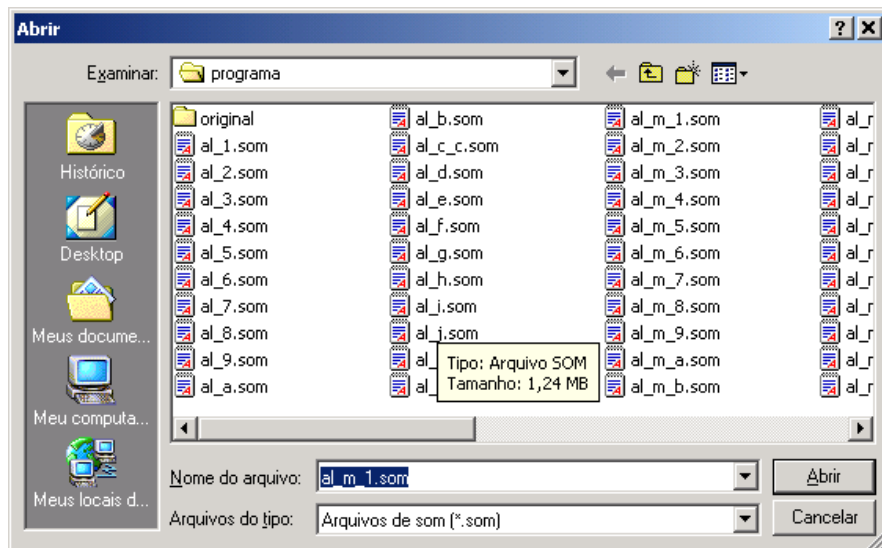 Abrir
Examinar:
programa
Histórico
Desktop
Meus docume...
Meu computa...
Meus locais d...
original
al_1.som
al_2.som
al_3.som
al_4.som
al_5.som
al_6.som
al_7.som
al_8.som
al_9.som
al_a.som
al_b.som
al_c_c.som
al_d.som
al_e.som
al_f.som
al_g.som
al_h.som
al_i.som
al_j.som
al_
al_
Tipo: Arquivo SOM
Tamanho: 1,24 MB
al_m_1.som
al_m_2.som
al_m_3.som
al_m_4.som
al_m_5.som
al_m_6.som
al_m_7.som
al_m_8.som
al_m_9.som
al_m_a.som
al_m_b.som
Nome do arquivo:
al_m_1.som
Abrir
Arquivos do tipo:
Arquivos de som (*.som)
Cancelar